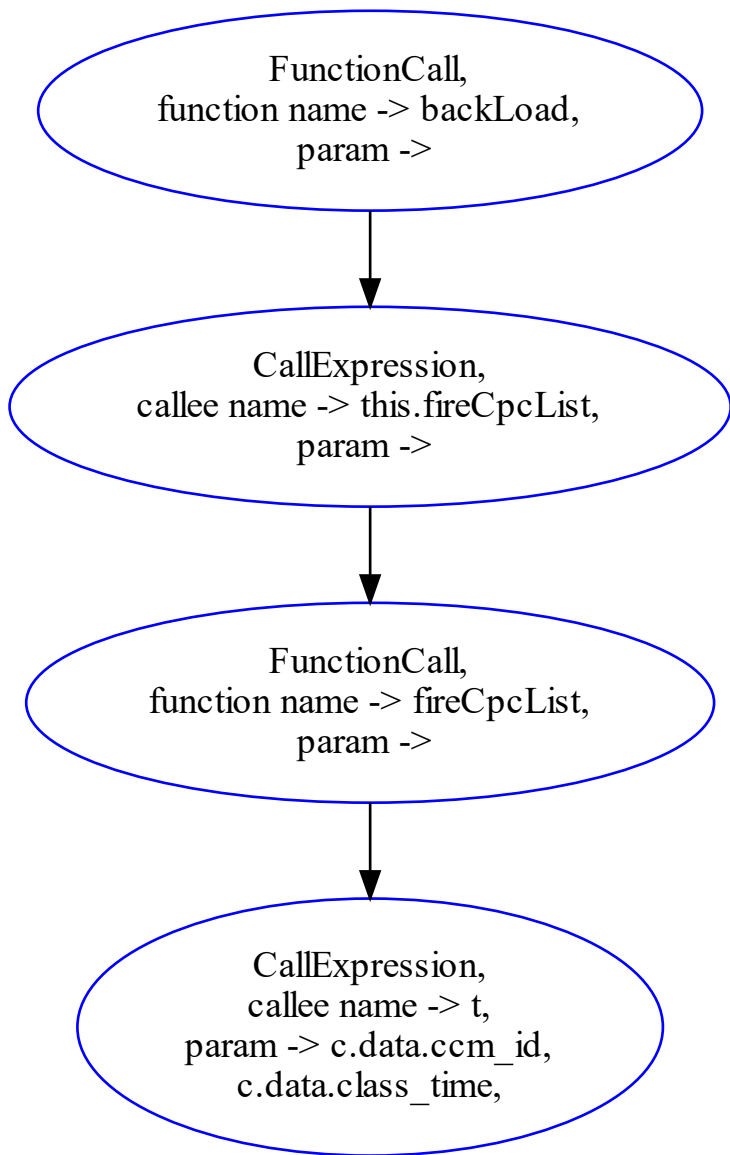 FunctionCall,
function name -> backLoad,
param ->
CallExpression,
callee name -> this.fireCpcList,
param ->
FunctionCall,
function name -> fireCpcList,
param ->
CallExpression,
callee name -> t,
param -> c.data.ccm_id,
c.data.class_time,